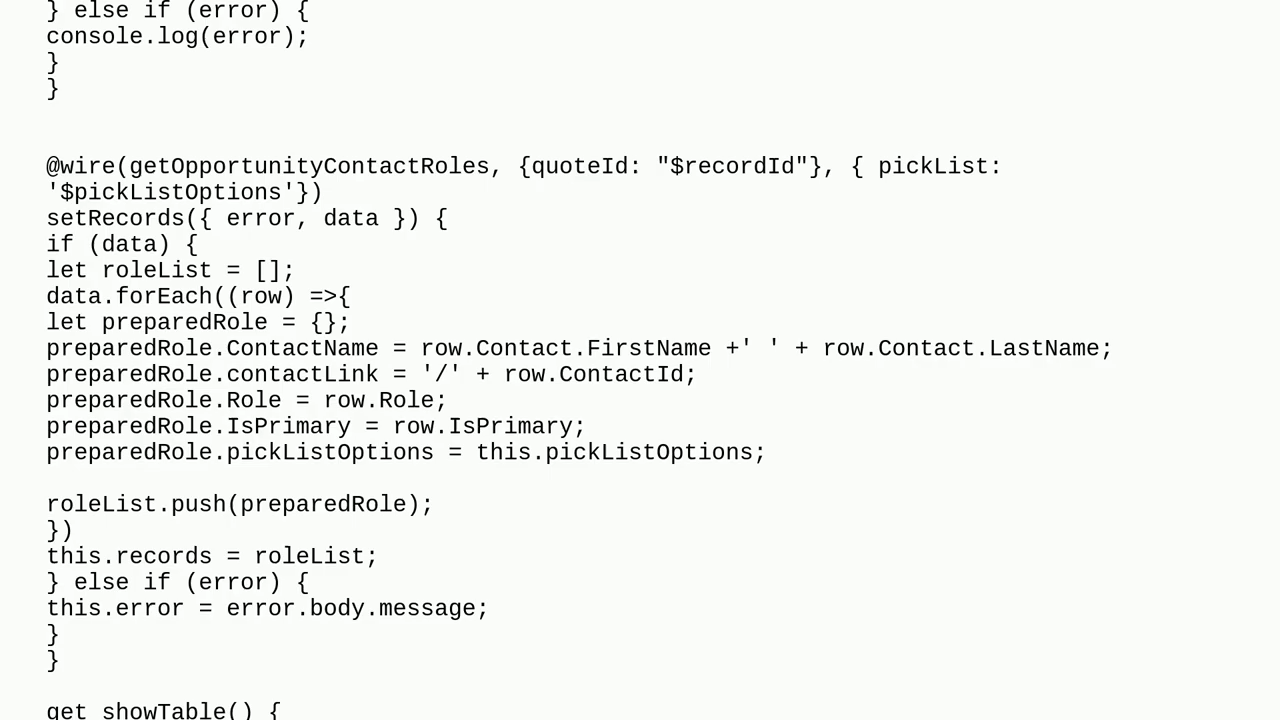 } else if (error) {
console.log(error);
}
}
@wire(getOpportunityContactRoles, {quoteId: "$recordId"}, { pickList:
'$pickListOptions'})
setRecords({ error, data }) {
if (data) {
let roleList = [];
data.forEach((row) =>{
let preparedRole = {};
preparedRole.ContactName = row.Contact.FirstName +' ' + row.Contact.LastName;
preparedRole.contactLink = '/' + row.ContactId;
preparedRole.Role = row.Role;
preparedRole.IsPrimary = row.IsPrimary;
preparedRole.pickListOptions = this.pickListOptions;
roleList.push(preparedRole);
})
this.records = roleList;
} else if (error) {
this.error = error.body.message;
}
}
get showTable() {